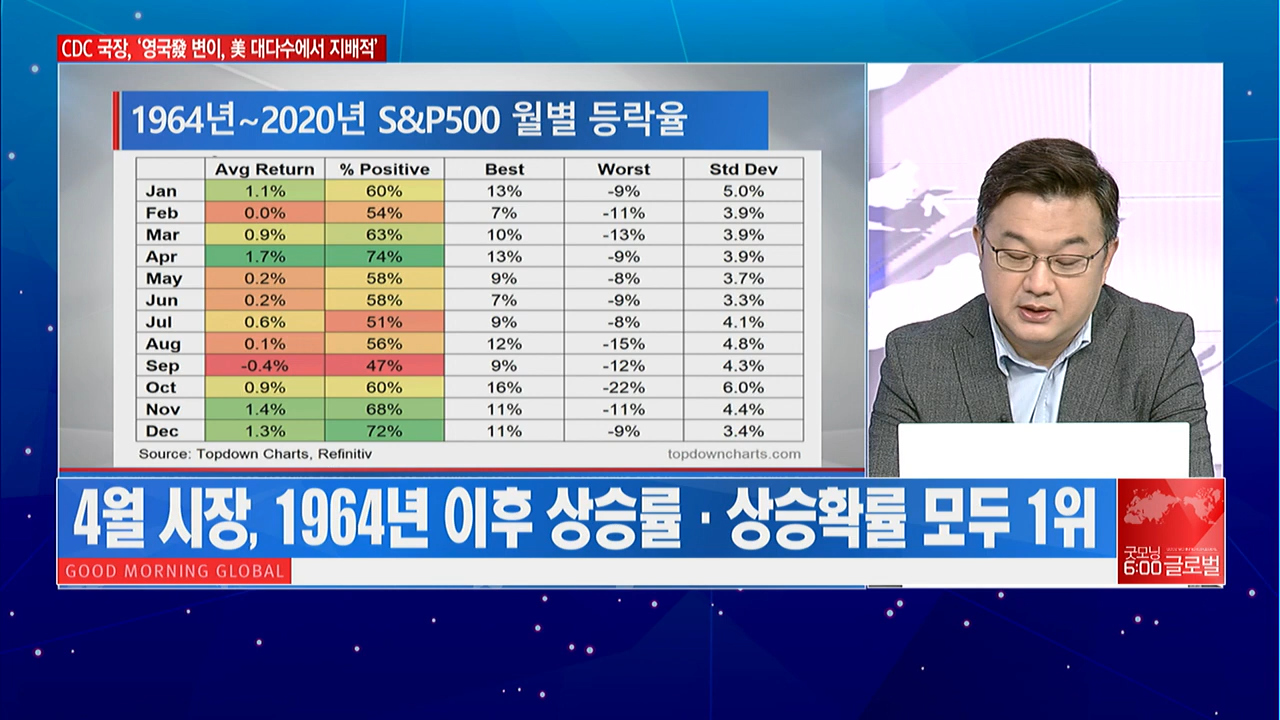 CDC 국장, '영국發 변이, 美 대다수에서 지배적'
1964년~2020년 S&P500 월별 등락율
Avg Return % Positive Best Worst Std Dev
Jan 1.1% 60% 13% -9% 5.0%
Feb 0.0% 54% 7% -11% 3.9%
Mar 0.9% 63% 10% -13% 3.9%
Apr 1.7% 74% 13% -9% 3.9%
May 0.2% 58% 9% -8% 3.7%
Jun 0.2% 58% 7% -9% 3.3%
Jul 0.6% 51% 9% -8% 4.1%
Aug 0.1% 56% 12% -15% 4.8%
Sep -0.4% 47% 9% -12% 4.3%
Oct 0.9% 60% 16% -22% 6.0%
Nov 1.4% 68% 11% -11% 4.4%
Dec 1.3% 72% 11% -9% 3.4%
Source: Topdown Charts, Refinitiv topdowncharts.com
4월 시장, 1964년 이후 상승률 · 상승확률 모두 1위
GOOD MORNING GLOBAL
굿모닝
6:00 글로벌